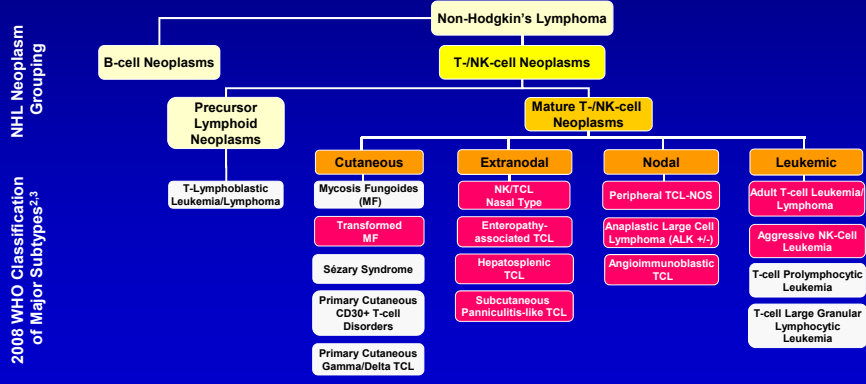 Non-Hodgkin's Lymphoma
NHL Neoplasm
Grouping
B-cell Neoplasms
T-/NK-cell Neoplasms
Precursor
Lymphoid
Neoplasms
Mature T-/NK-cell
Neoplasms
2008 WHO Classification
of Major Subtypes2,3
T-Lymphoblastic
Leukemia/Lymphoma
Cutaneous
Mycosis Fungoides
(MF)
Transformed
MF
Sézary Syndrome
Primary Cutaneous
CD30+ T-cell
Disorders
Primary Cutaneous
Gamma/Delta TCL
Extranodal
NK/TCL
Nasal Type
Enteropathy-
associated TCL
Hepatosplenic
TCL
Subcutaneous
Panniculitis-like TCL
Nodal
Peripheral TCL-NOS
Anaplastic Large Cell
Lymphoma (ALK +/-)
Angioimmunoblastic
TCL
Leukemic
Adult T-cell Leukemia/
Lymphoma
Aggressive NK-Cell
Leukemia
T-cell Prolymphocytic
Leukemia
T-cell Large Granular
Lymphocytic
Leukemia